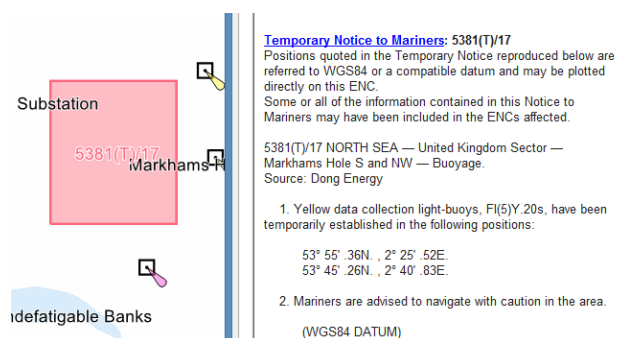 Substation
5381(T)/17
Markhams H
ndefatigable Banks
Temporary Notice to Mariners: 5381(T)/17
Positions quoted in the Temporary Notice reproduced below are
referred to WGS84 or a compatible datum and may be plotted
directly on this ENC.
Some or all of the information contained in this Notice to
Mariners may have been included in the ENCs affected.
5381(T)/17 NORTH SEA — United Kingdom Sector —
Markhams Hole S and NW — Buoyage.
Source: Dong Energy
1. Yellow data collection light-buoys, Fl(5)Y.20s, have been
temporarily established in the following positions:
53° 55' .36N. , 2° 25' .52E.
53° 45' .26N. , 2° 40' .83E.
2. Mariners are advised to navigate with caution in the area.
(WGS84 DATUM)